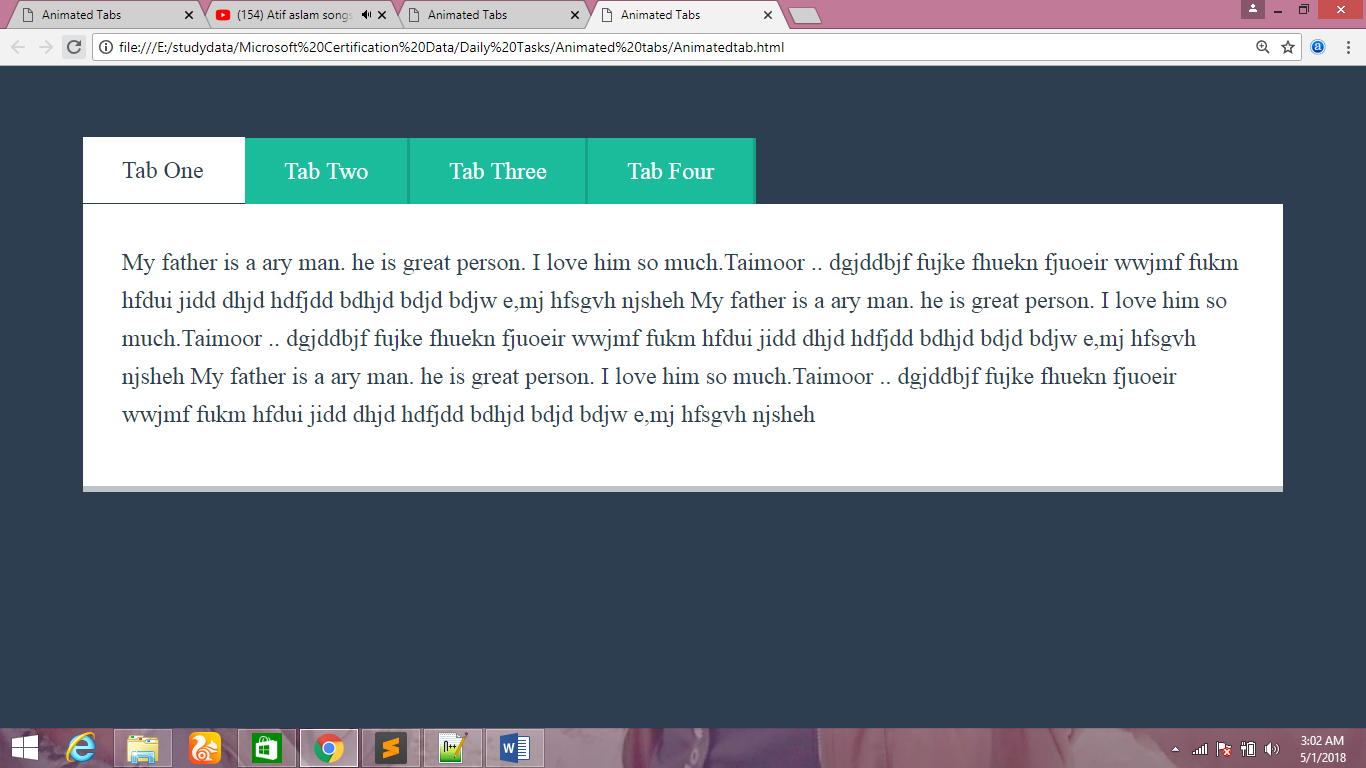 Animated Tabs
(154) Atif aslam songs
Animated Tabs
Animated Tabs
file:///E:/studydata/Microsoft%20Certification%20Data/Daily%20Tasks/Animated%20tabs/Animatedtab.html
Tab One
Tab Two
Tab Three
Tab Four
My father is a ary man. he is great person. I love him so much.Taimoor .. dgjddbjf fujke fhuekn fjuoeir wwjmf fukm
hfdui jidd dhjd hdfjdd bdhjd bdjd bdjw e,mj hfsgvh njsheh My father is a ary man. he is great person. I love him so
much.Taimoor .. dgjddbjf fujke fhuekn fjuoeir wwjmf fukm hfdui jidd dhjd hdfjdd bdhjd bdjd bdjw e,mj hfsgvh
njsheh My father is a ary man. he is great person. I love him so much.Taimoor .. dgjddbjf fujke fhuekn fjuoeir
wwjmf fukm hfdui jidd dhjd hdfjdd bdhjd bdjd bdjw e,mj hfsgvh njsheh
3:02 AM
5/1/2018